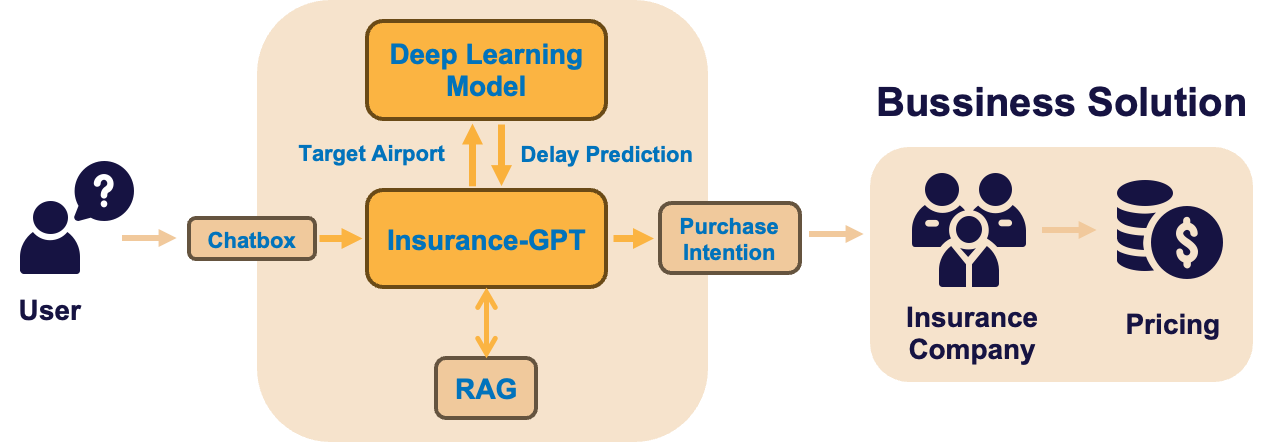 Deep Learning
Model
Target Airport
Delay Prediction
?
User
Chatbox
Insurance-GPT
Purchase
Intention
RAG
Bussiness Solution
$
Insurance
Company
Pricing